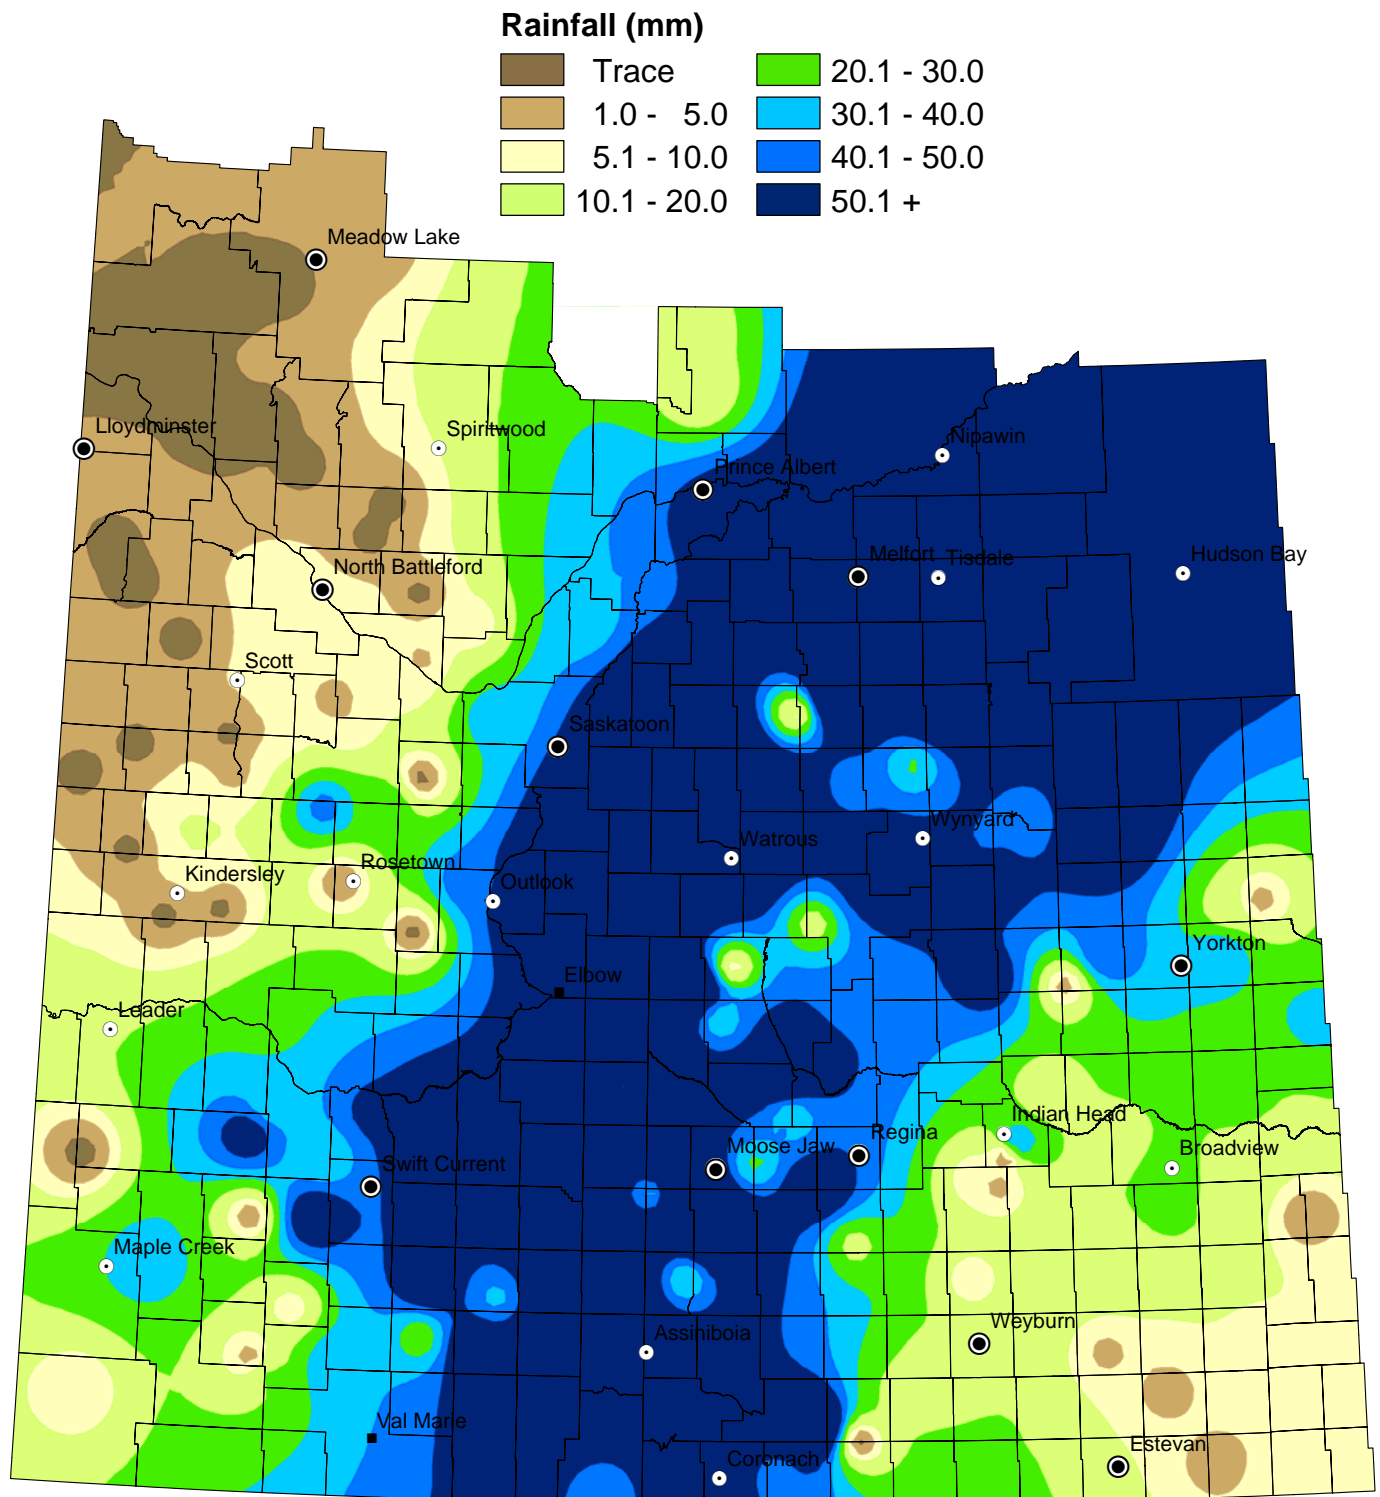 Rainfall (mm)
Trace
20.1 - 30.0
1.0 - 5.0
30.1 - 40.0
5.1 - 10.0
40.1 - 50.0
10.1 - 20.0
50.1 +
Meadow Lake
Lloydminster
Spiritwood
Nipawin
Prince Albert
North Battleford
Melfort
Tisdale
Hudson Bay
Scott
Saskatoon
Watrous
Wynyard
Kindersley
Rosetown
Outlook
Yorkton
Elbow
Leader
Indian Head
Regina
Moose Jaw
Broadview
Swift Current
Maple Creek
Assiniboia
Weyburn
Val Marie
Coronach
Estevan